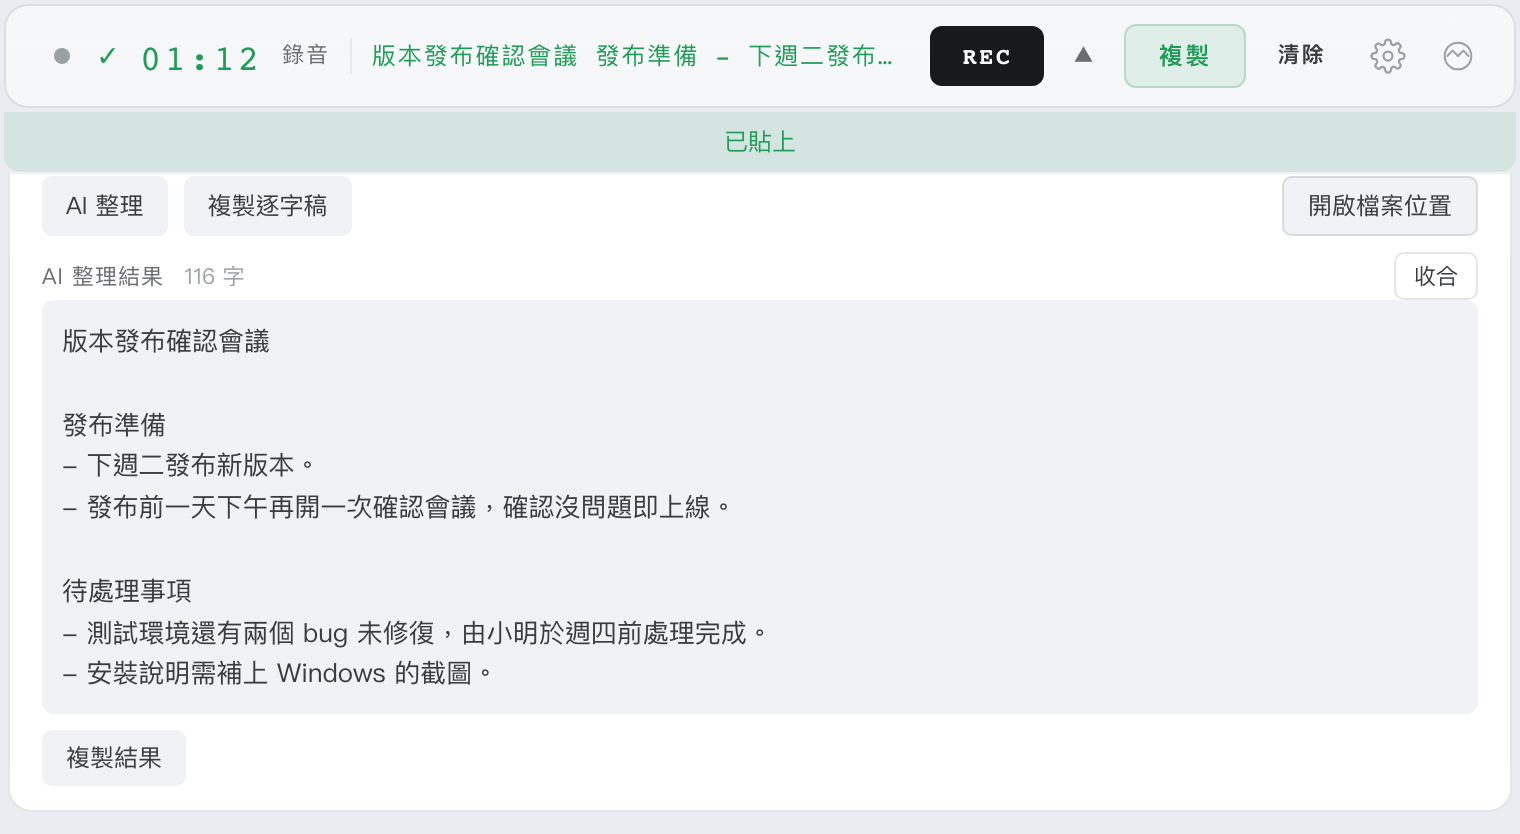 ✓ 01:12 錄音 版本發布確認會議 發布準備 – 下週二發布... REC ▲ 複製 清除
已貼上
AI 整理 複製逐字稿 開啟檔案位置
AI 整理結果 116 字 收合
版本發布確認會議
發布準備
– 下週二發布新版本。
– 發布前一天下午再開一次確認會議，確認沒問題即上線。
待處理事項
– 測試環境還有兩個 bug 未修復，由小明於週四前處理完成。
– 安裝說明需補上 Windows 的截圖。
複製結果